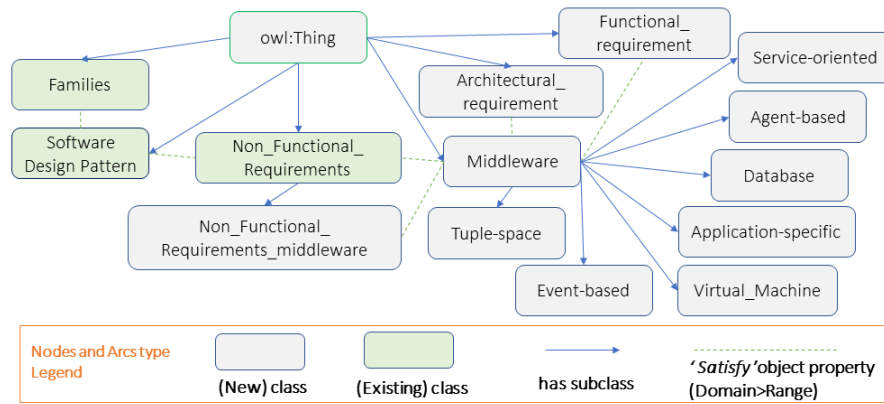 owl:Thing
Functional_
requirement
Service-oriented
Families
Architectural_
requirement
Agent-based
Software
Design Pattern
Non_Functional_
Requirements
Middleware
Database
Non_Functional_
Requirements_middleware
Tuple-space
Application-specific
Event-based
Virtual_Machine
Nodes and Arcs type
Legend
(New) class
(Existing) class
has subclass
‘Satisfy’object property
(Domain>Range)